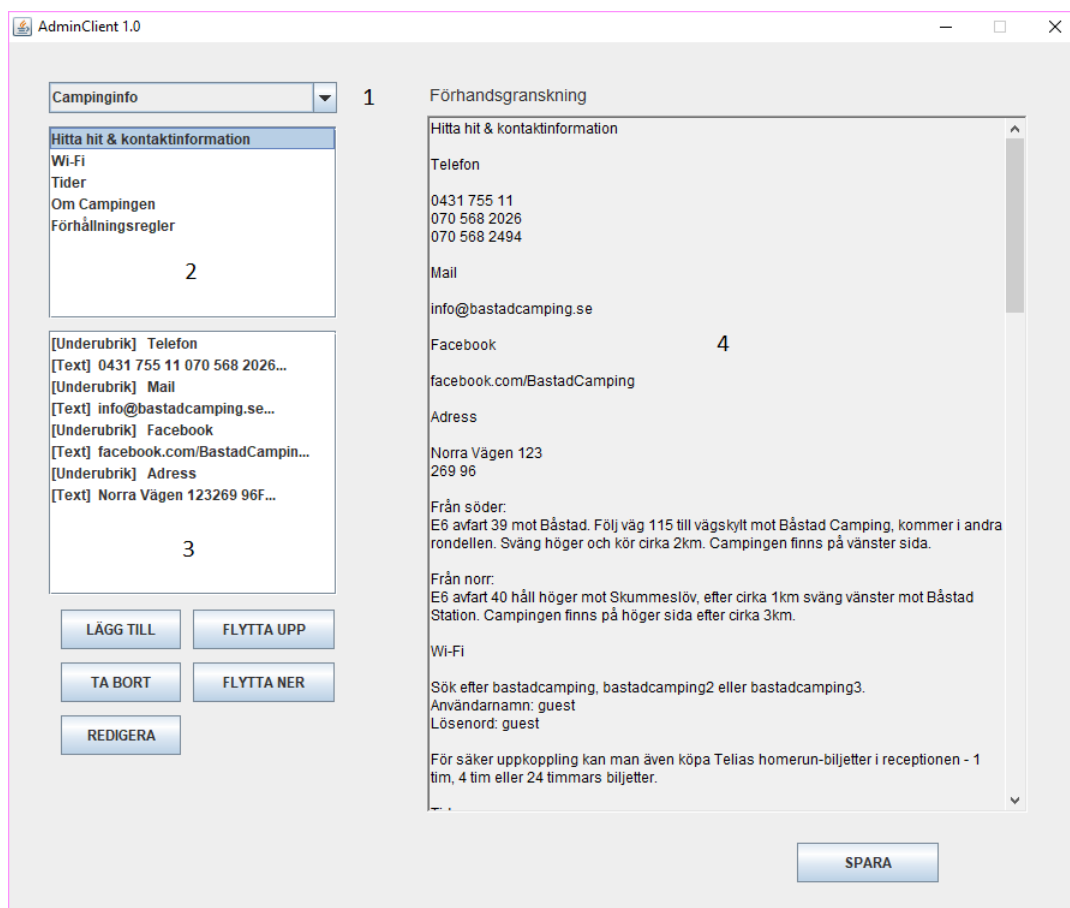 AdminClient 1.0
Campinginfo
1
Hitta hit & kontaktinformation
Wi-Fi
Tider
Om Campingen
Förhållningsregler
2
[Underubrik] Telefon
[Text] 0431 755 11 070 568 2026...
[Underubrik] Mail
[Text] info@bastadcamping.se...
[Underubrik] Facebook
[Text] facebook.com/BastadCampin...
[Underubrik] Adress
[Text] Norra Vägen 123269 96F...
3
LÄGG TILL
FLYTTA UPP
TA BORT
FLYTTA NER
REDIGERA
Förhandsgranskning
Hitta hit & kontaktinformation
Telefon
0431 755 11
070 568 2026
070 568 2494
Mail
info@bastadcamping.se
Facebook
4
facebook.com/BastadCamping
Adress
Norra Vägen 123
269 96
Från söder:
E6 avfart 39 mot Båstad. Följ väg 115 till vägskylt mot Båstad Camping, kommer i andra
rondellen. Sväng höger och kör cirka 2km. Campingen finns på vänster sida.
Från norr:
E6 avfart 40 håll höger mot Skummeslöv, efter cirka 1km sväng vänster mot Båstad
Station. Campingen finns på höger sida efter cirka 3km.
Wi-Fi
Sök efter bastadcamping, bastadcamping2 eller bastadcamping3.
Användarnamn: guest
Lösenord: guest
För säker uppkoppling kan man även köpa Telias homerun-biljetter i receptionen - 1
tim, 4 tim eller 24 timmars biljetter.
SPARA